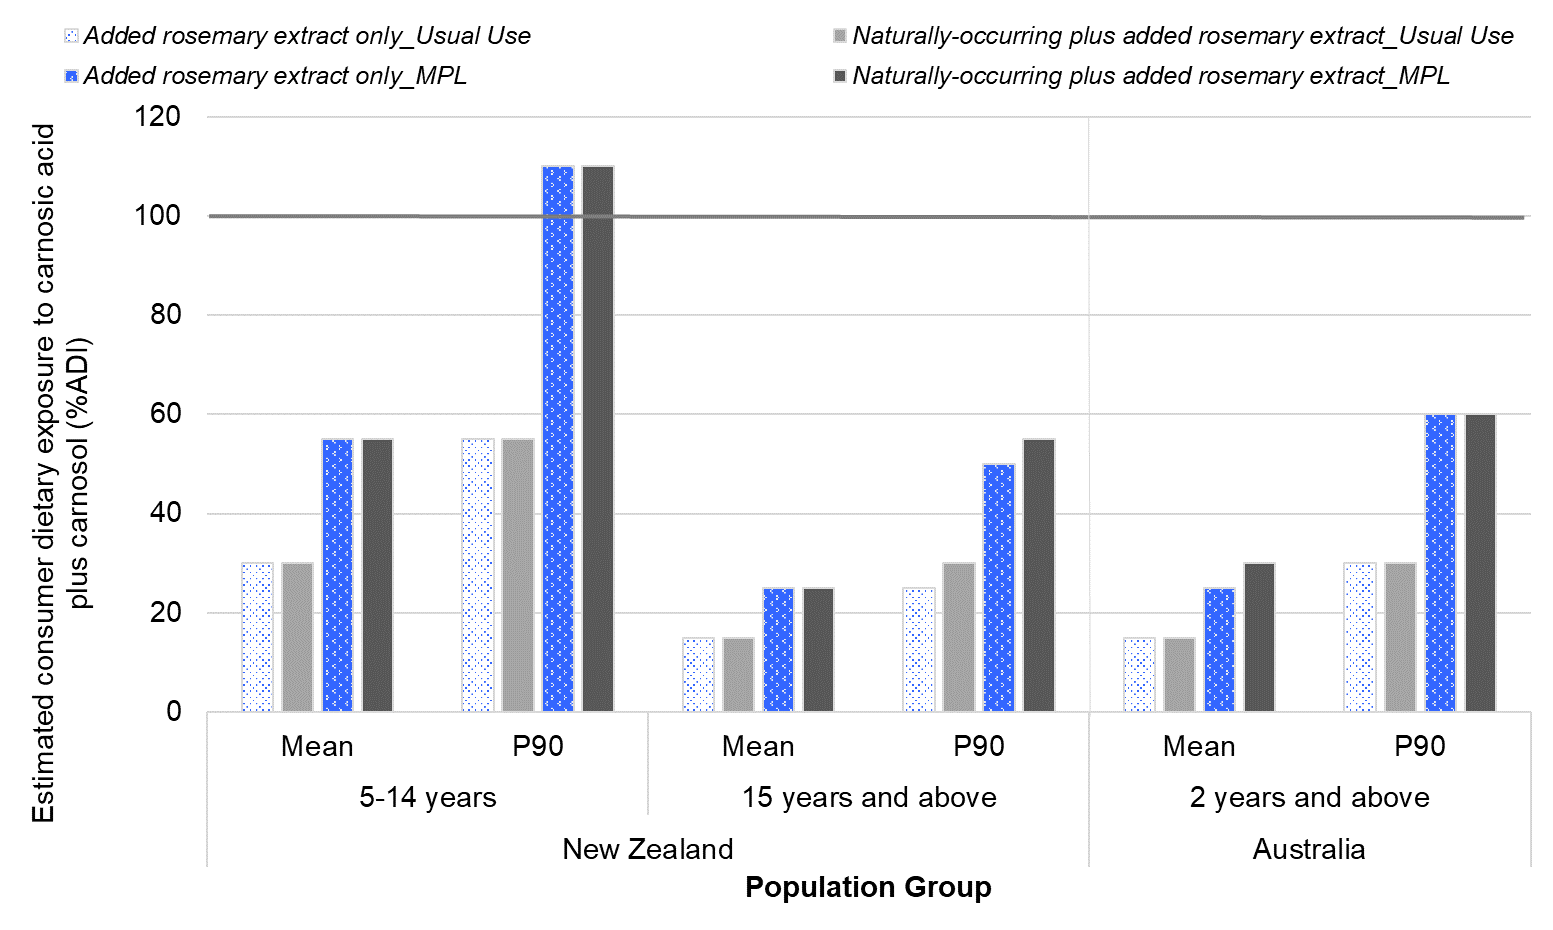 Added rosemary extract only_Usual Use
Naturally-occurring plus added rosemary extract_Usual Use
Added rosemary extract only_MPL
Naturally-occurring plus added rosemary extract_MPL
Estimated consumer dietary exposure to carnosic acid
plus carnosol (%ADI)
120
100
80
60
40
20
0
Mean
P90
Mean
P90
Mean
P90
5-14 years
15 years and above
2 years and above
New Zealand
Australia
Population Group